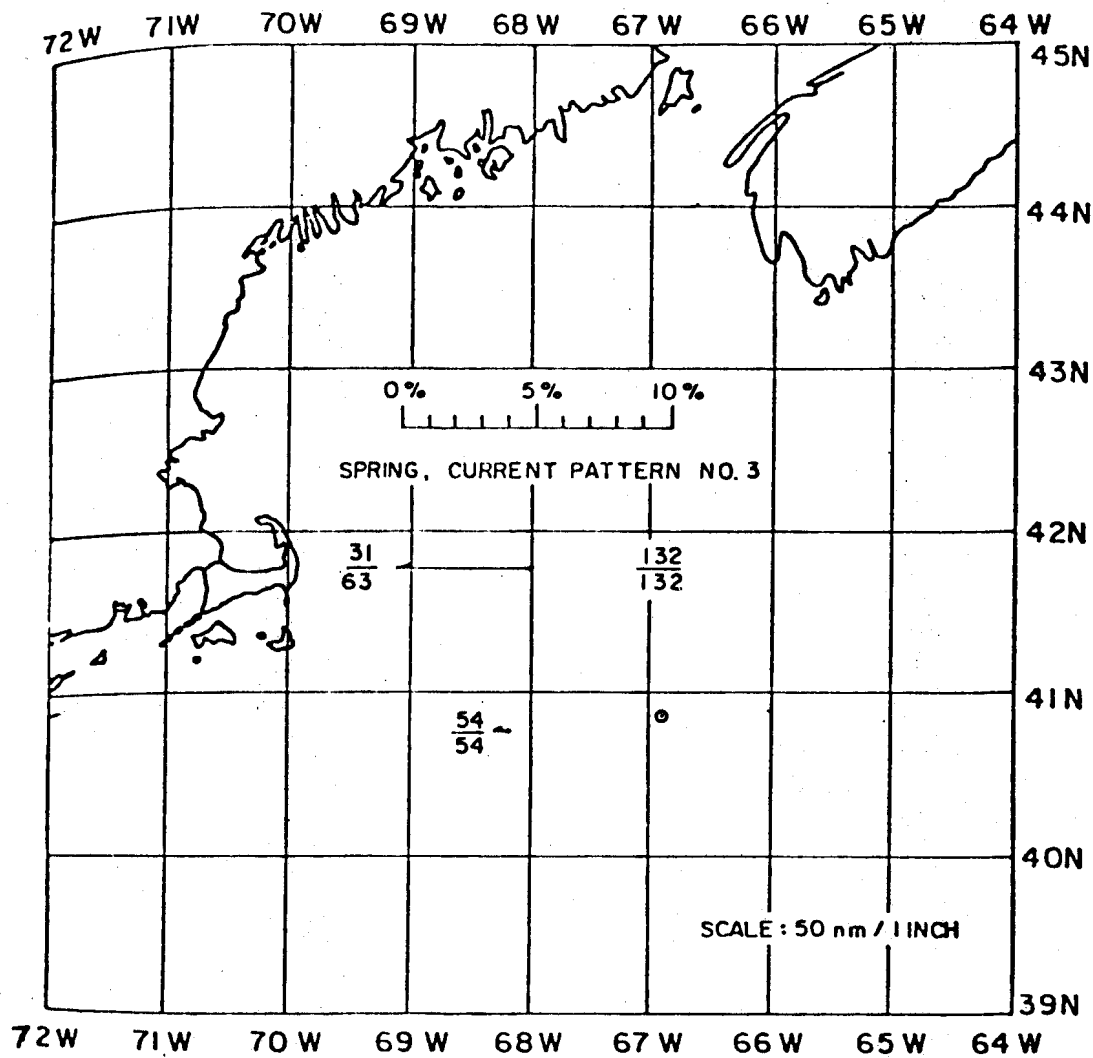 72W 71W 70W 69W 68W 67W 66W 65W 64W
45N
44N
43N
0% 5% 10%
SPRING, CURRENT PATTERN NO. 3
42N
31
63
132
132
41N
54
54
40N
SCALE: 50 nm / 1 INCH
39N
72W 71W 70W 69W 68W 67W 66W 65W 64W